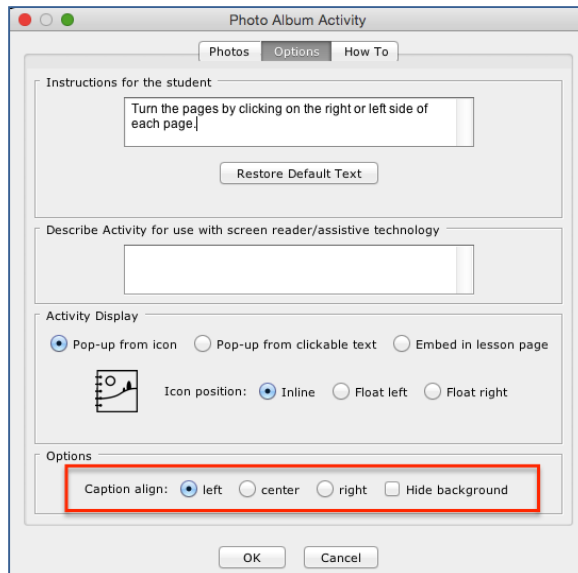 Photo Album Activity
Photos Options How To
Instructions for the student
Turn the pages by clicking on the right or left side of
each page.
Restore Default Text
Describe Activity for use with screen reader/assistive technology
Activity Display
Pop-up from icon Pop-up from clickable text Embed in lesson page
Icon position: Inline Float left Float right
Options
Caption align: left center right Hide background
OK Cancel